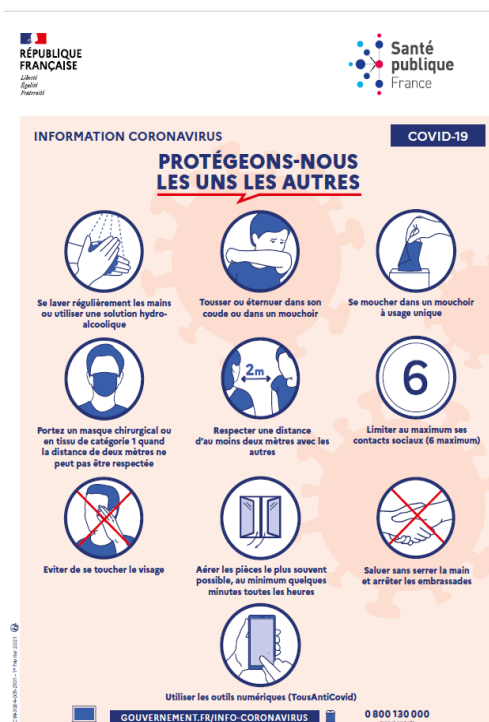 RÉPUBLIQUE
FRANÇAISE
Liberté
Égalité
Fraternité
Santé
publique
France
INFORMATION CORONAVIRUS
COVID-19
PROTÉGEONS-NOUS
LES UNS LES AUTRES
Se laver régulièrement les mains
ou utiliser une solution hydro-
alcoolique
Tousser ou éternuer dans son
coude ou dans un mouchoir
Se moucher dans un mouchoir
à usage unique
2m
6
Portez un masque chirurgical ou
en tissu de catégorie 1 quand
la distance de deux mètres ne
peut pas être respectée
Respecter une distance
d'au moins deux mètres avec les
autres
Limiter au maximum ses
contacts sociaux (6 maximum)
Eviter de se toucher le visage
Aérer les pièces le plus souvent
possible, au minimum quelques
minutes toutes les heures
Saluer sans serrer la main
et arrêter les embrassades
Utiliser les outils numériques (TousAntiCovid)
GOUVERNEMENT.FR/INFO-CORONAVIRUS
0 800 130 000